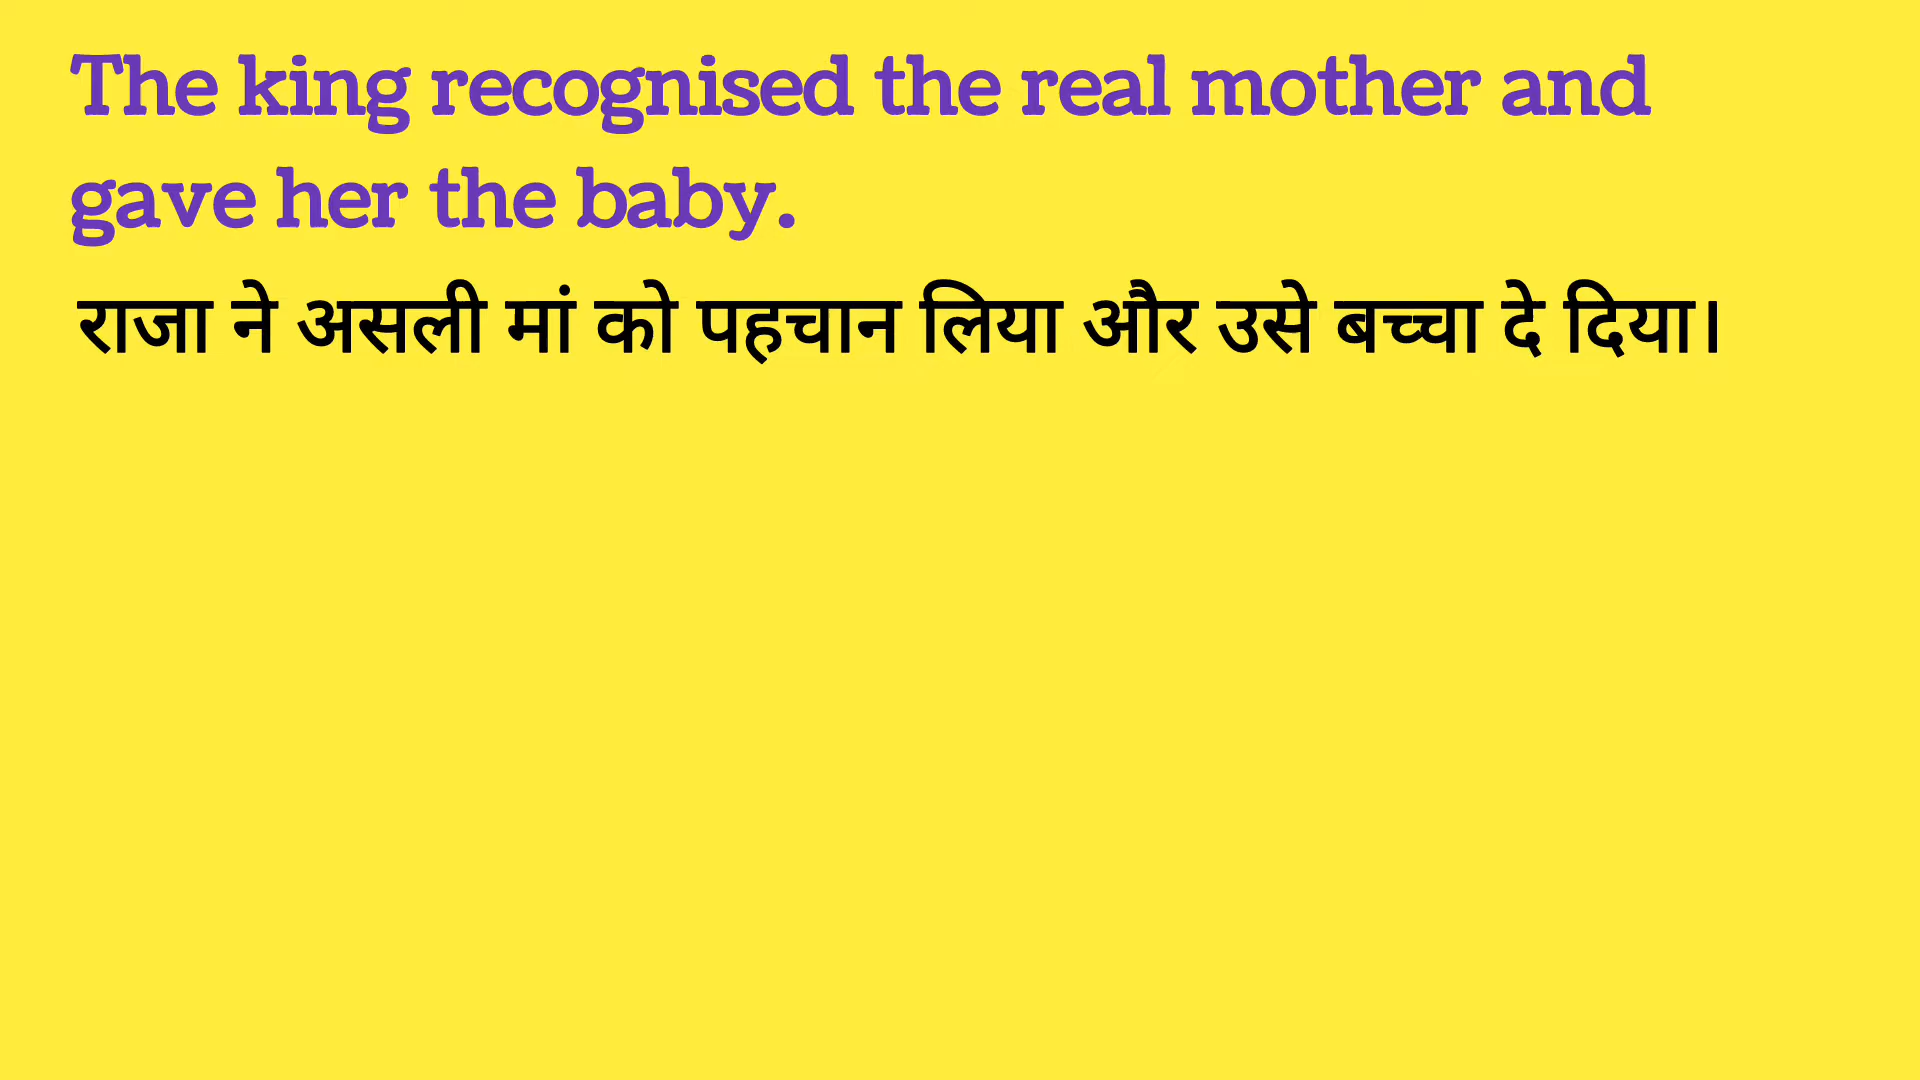 The king recognised the real mother and
gave her the baby.
राजा ने असली मां को पहचान लिया और उसे बच्चा दे दिया।